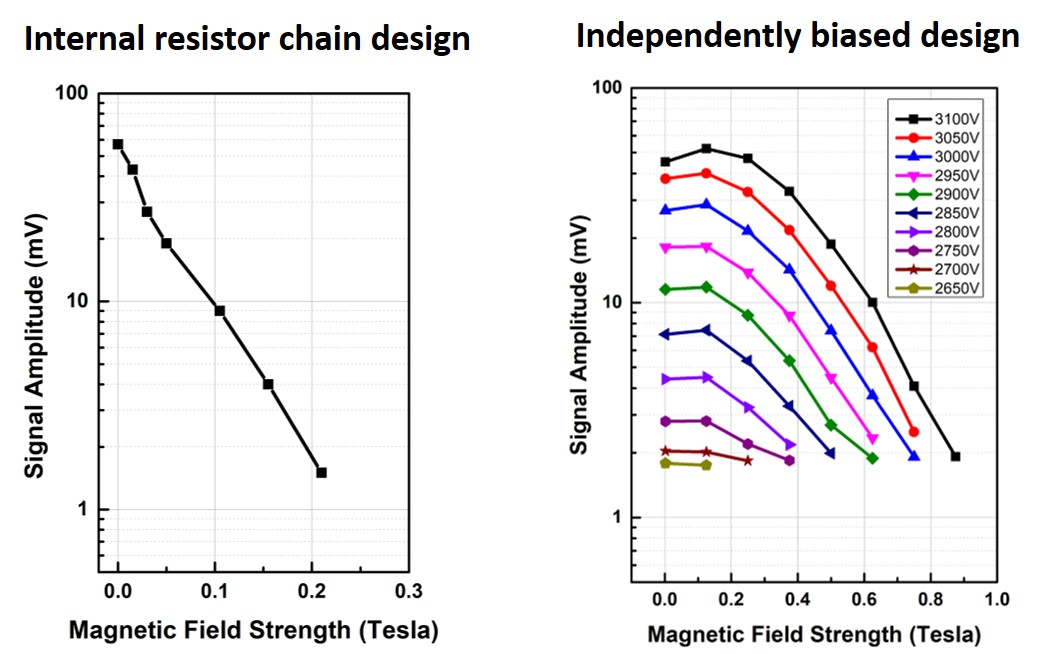 Internal resistor chain design
Independently biased design
100
10
1
Signal Amplitude (mV)
0.0 0.1 0.2 0.3
Magnetic Field Strength (Tesla)
100
10
1
Signal Amplitude (mV)
3100V
3050V
3000V
2950V
2900V
2850V
2800V
2750V
2700V
2650V
0.0 0.2 0.4 0.6 0.8 1.0
Magnetic Field Strength (Tesla)